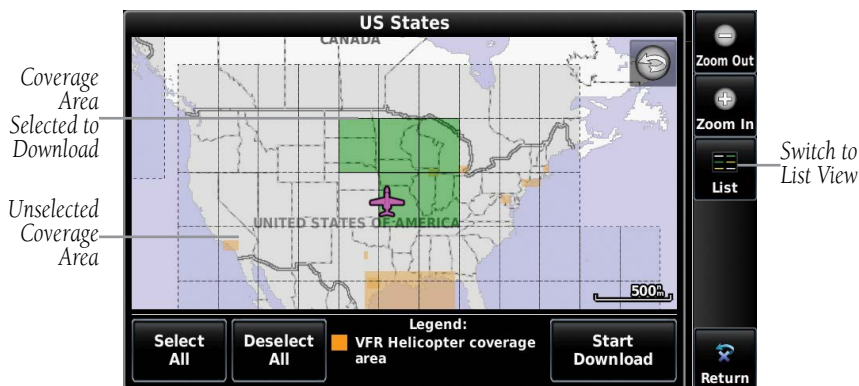 US States
CANADA
UNITED STATES OF AMERICA
Coverage
Area
Selected to
Download
Unselected
Coverage
Area
Zoom Out
Zoom In
List
Switch to
List View
Select
All
Deselect
All
Legend:
VFR Helicopter coverage
area
Start
Download
Return